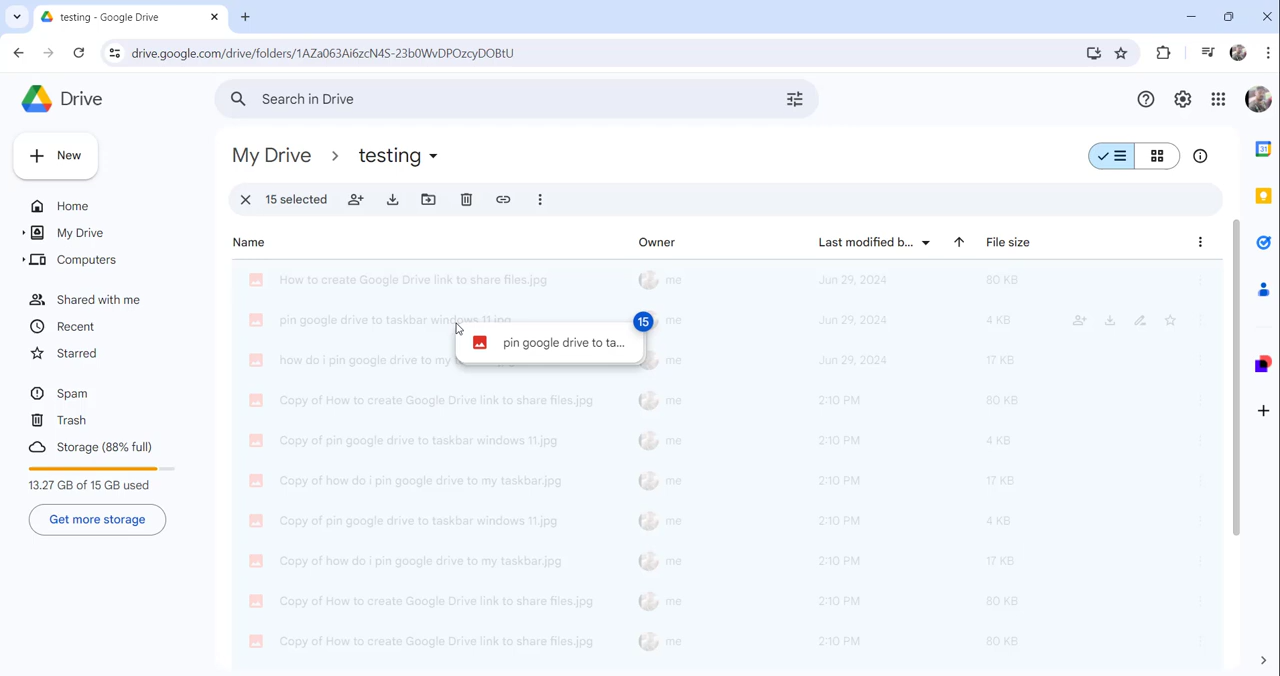 testing - Google Drive
drive.google.com/drive/folders/1AZa063Ai6zcN4S-23b0WvDPOzcyDOBtU
Drive
Search in Drive
New
My Drive
testing
15 selected
Home
My Drive
Computers
Shared with me
Recent
Starred
Spam
Trash
Storage (88% full)
13.27 GB of 15 GB used
Get more storage
Name Owner Last modified b... File size
How to create Google Drive link to share files.jpg me Jun 29, 2024 80 KB
pin google drive to taskbar windows 11.jpg me Jun 29, 2024 4 KB
15
pin google drive to ta...
how do i pin google drive to my me Jun 29, 2024 17 KB
Copy of How to create Google Drive link to share files.jpg me 2:10 PM 80 KB
Copy of pin google drive to taskbar windows 11.jpg me 2:10 PM 4 KB
Copy of how do i pin google drive to my taskbar.jpg me 2:10 PM 17 KB
Copy of pin google drive to taskbar windows 11.jpg me 2:10 PM 4 KB
Copy of how do i pin google drive to my taskbar.jpg me 2:10 PM 17 KB
Copy of How to create Google Drive link to share files.jpg me 2:10 PM 80 KB
Copy of How to create Google Drive link to share files.jpg me 2:10 PM 80 KB
31